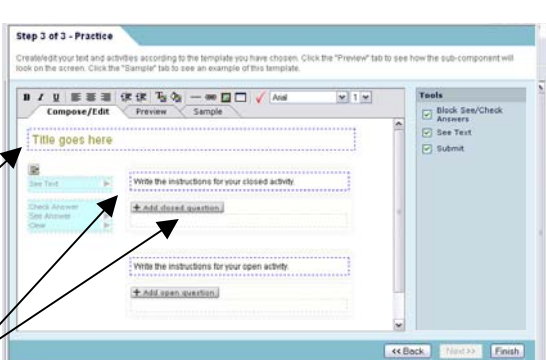 Step 3 of 3 - Practice
Create/edit your text and activities according to the template you have chosen. Click the "Preview" tab to see how the sub-component will
look on the screen. Click the "Sample" tab to see an example of this template.
B I U Arial 1
Compose/Edit Preview Sample
Tools
Block See/Check
Answers
See Text
Submit
Title goes here
See Text
Write the instructions for your closed activity.
Check Answer
See Answer
Clear
+ Add closed question
Write the instructions for your open activity.
+ Add open question
<< Back Next >> Finish